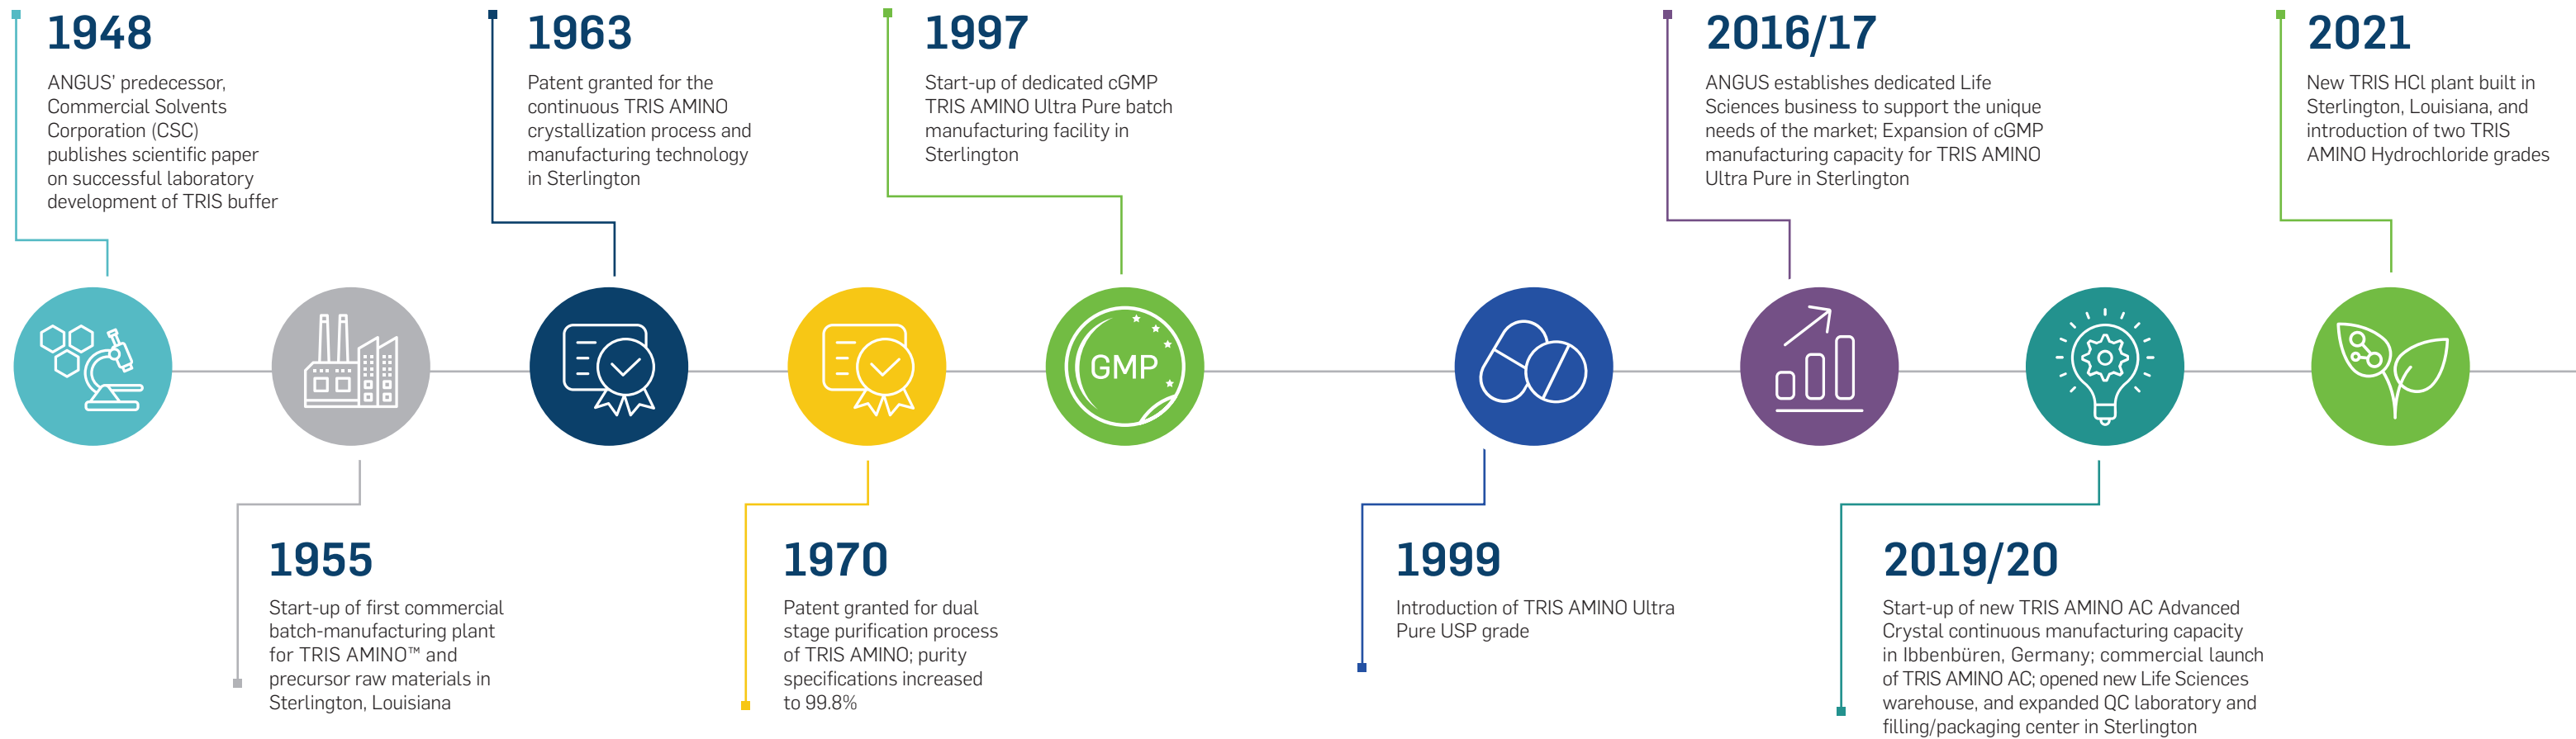 1948
ANGUS’ predecessor,
Commercial Solvents
Corporation (CSC)
publishes scientific paper
on successful laboratory
development of TRIS buffer
1955
Start-up of first commercial
batch-manufacturing plant
for TRIS AMINO™ and
precursor raw materials in
Sterlington, Louisiana
1963
Patent granted for the
continuous TRIS AMINO
crystallization process and
manufacturing technology
in Sterlington
1970
Patent granted for dual
stage purification process
of TRIS AMINO; purity
specifications increased
to 99.8%
1997
Start-up of dedicated cGMP
TRIS AMINO Ultra Pure batch
manufacturing facility in
Sterlington
GMP
1999
Introduction of TRIS AMINO Ultra
Pure USP grade
2016/17
ANGUS establishes dedicated Life
Sciences business to support the unique
needs of the market; Expansion of cGMP
manufacturing capacity for TRIS AMINO
Ultra Pure in Sterlington
2019/20
Start-up of new TRIS AMINO AC Advanced
Crystal continuous manufacturing capacity
in Ibbenbüren, Germany; commercial launch
of TRIS AMINO AC; opened new Life Sciences
warehouse, and expanded QC laboratory and
filling/packaging center in Sterlington
2021
New TRIS HCl plant built in
Sterlington, Louisiana, and
introduction of two TRIS
AMINO Hydrochloride grades